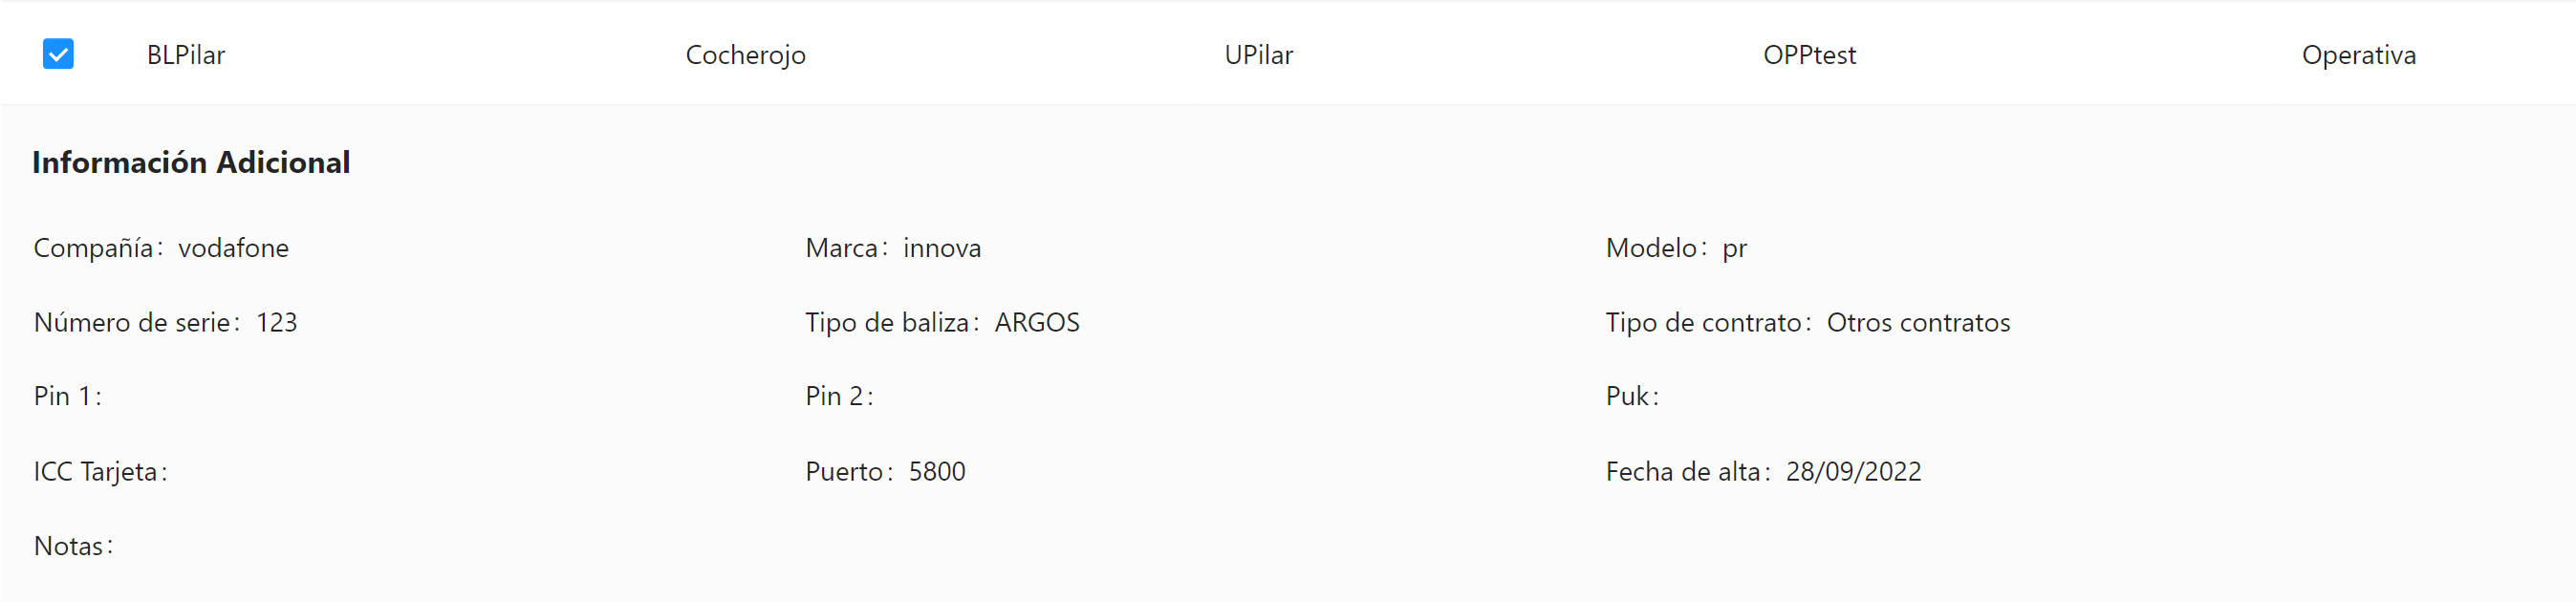 BLPilar Cocherojo UPilar OPPtest Operativa
Información Adicional
Compañía: vodafone Marca: innova Modelo: pr
Número de serie: 123 Tipo de baliza: ARGOS Tipo de contrato: Otros contratos
Pin 1: Pin 2: Puk:
ICC Tarjeta: Puerto: 5800 Fecha de alta: 28/09/2022
Notas: